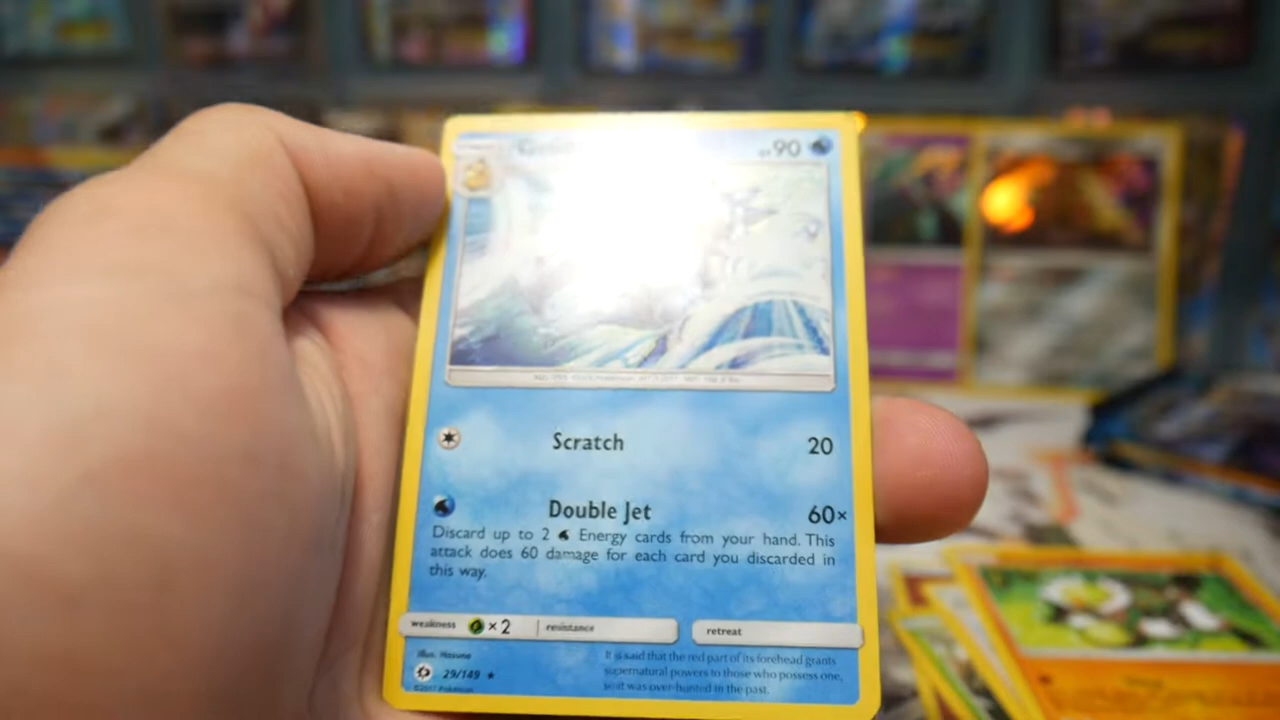 90
Scratch 20
Double Jet 60×
Discard up to 2 Energy cards from your hand. This
attack does 60 damage for each card you discarded in
this way.
weakness ×2 resistance retreat
Illus. Hasuno
29/149 ★
©2017 Pokémon
It is said that the red part of its forehead grants
supernatural powers to those who possess one,
so it was over-hunted in the past.